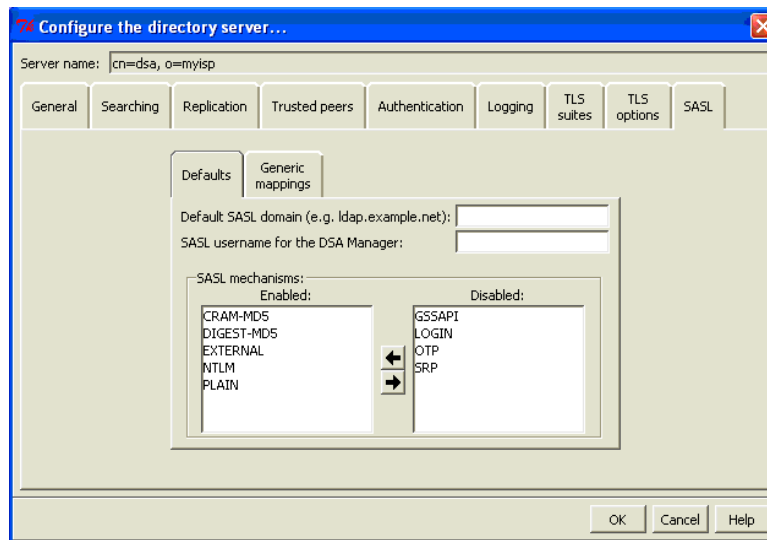 Configure the directory server...
Server name: cn=dsa, o=myisp
General Searching Replication Trusted peers Authentication Logging TLS suites TLS options SASL
Defaults Generic mappings
Default SASL domain (e.g. ldap.example.net):
SASL username for the DSA Manager:
SASL mechanisms:
Enabled: Disabled:
CRAM-MD5 GSSAPI
DIGEST-MD5 LOGIN
EXTERNAL OTP
NTLM SRP
PLAIN
OK Cancel Help